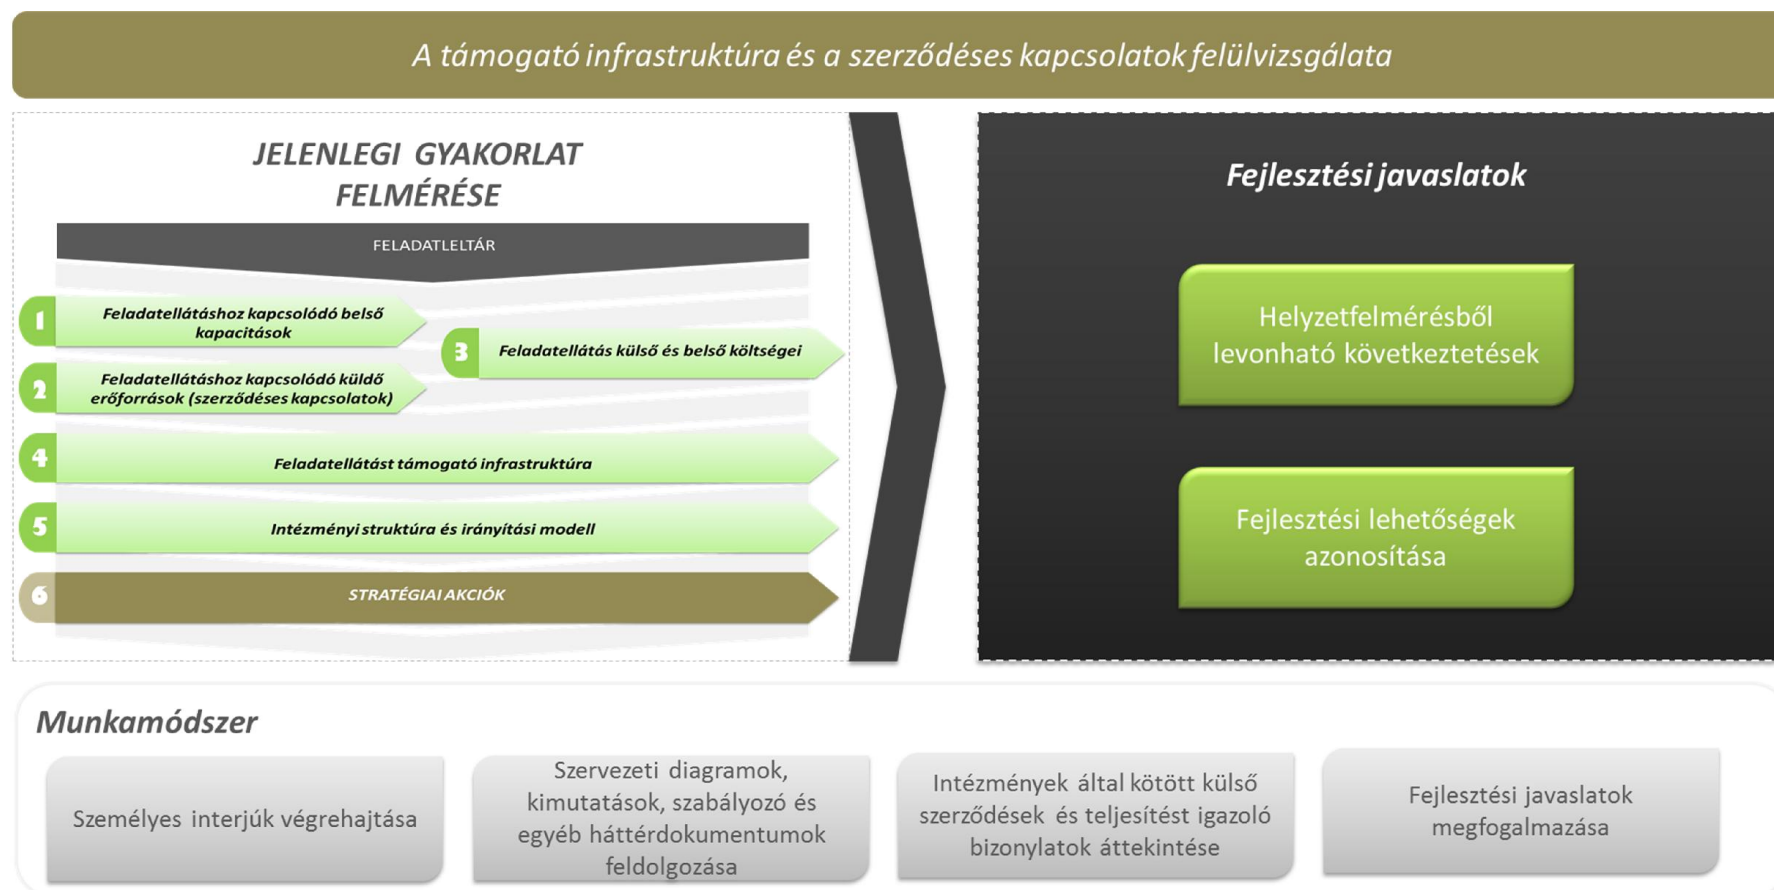 A támogató infrastruktúra és a szerződéses kapcsolatok felülvizsgálata
JELENLEGI GYAKORLAT
FELMÉRÉSE
FELADATLELTÁR
1
Feladatellátáshoz kapcsolódó belső
kapacitások
2
Feladatellátáshoz kapcsolódó küldő
erőforrások (szerződéses kapcsolatok)
3
Feladatellátás külső és belső költségei
4
Feladatellátást támogató infrastruktúra
5
Intézményi struktúra és irányítási modell
6
STRATÉGIAI AKCIÓK
Fejlesztési javaslatok
Helyzetfelmérésből
levonható következtetések
Fejlesztési lehetőségek
azonosítása
Munkamódszer
Személyes interjúk végrehajtása
Szervezeti diagramok,
kimutatások, szabályozó és
egyéb háttérdokumentumok
feldolgozása
Intézmények által kötött külső
szerződések és teljesítést igazoló
bizonylatok áttekintése
Fejlesztési javaslatok
megfogalmazása